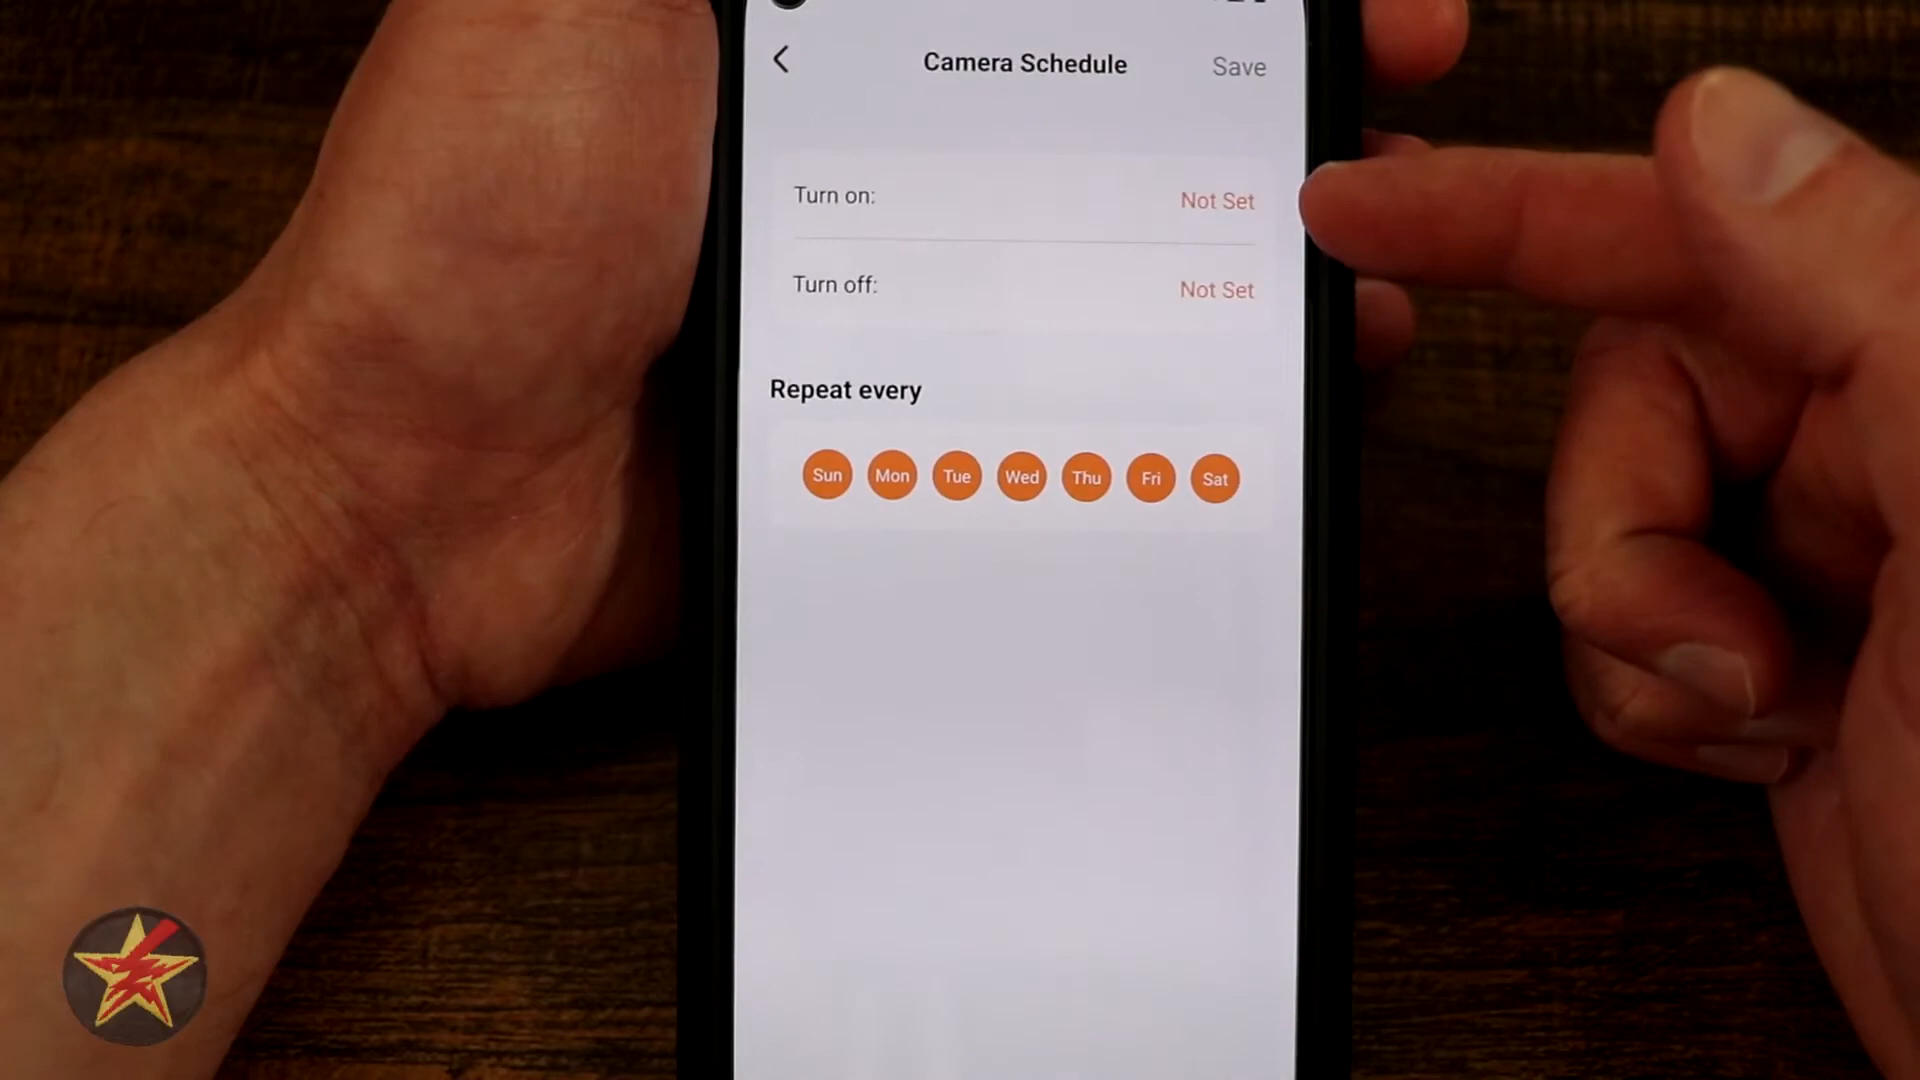 Camera Schedule
Save
Turn on:
Not Set
Turn off:
Not Set
Repeat every
Sun Mon Tue Wed Thu Fri Sat